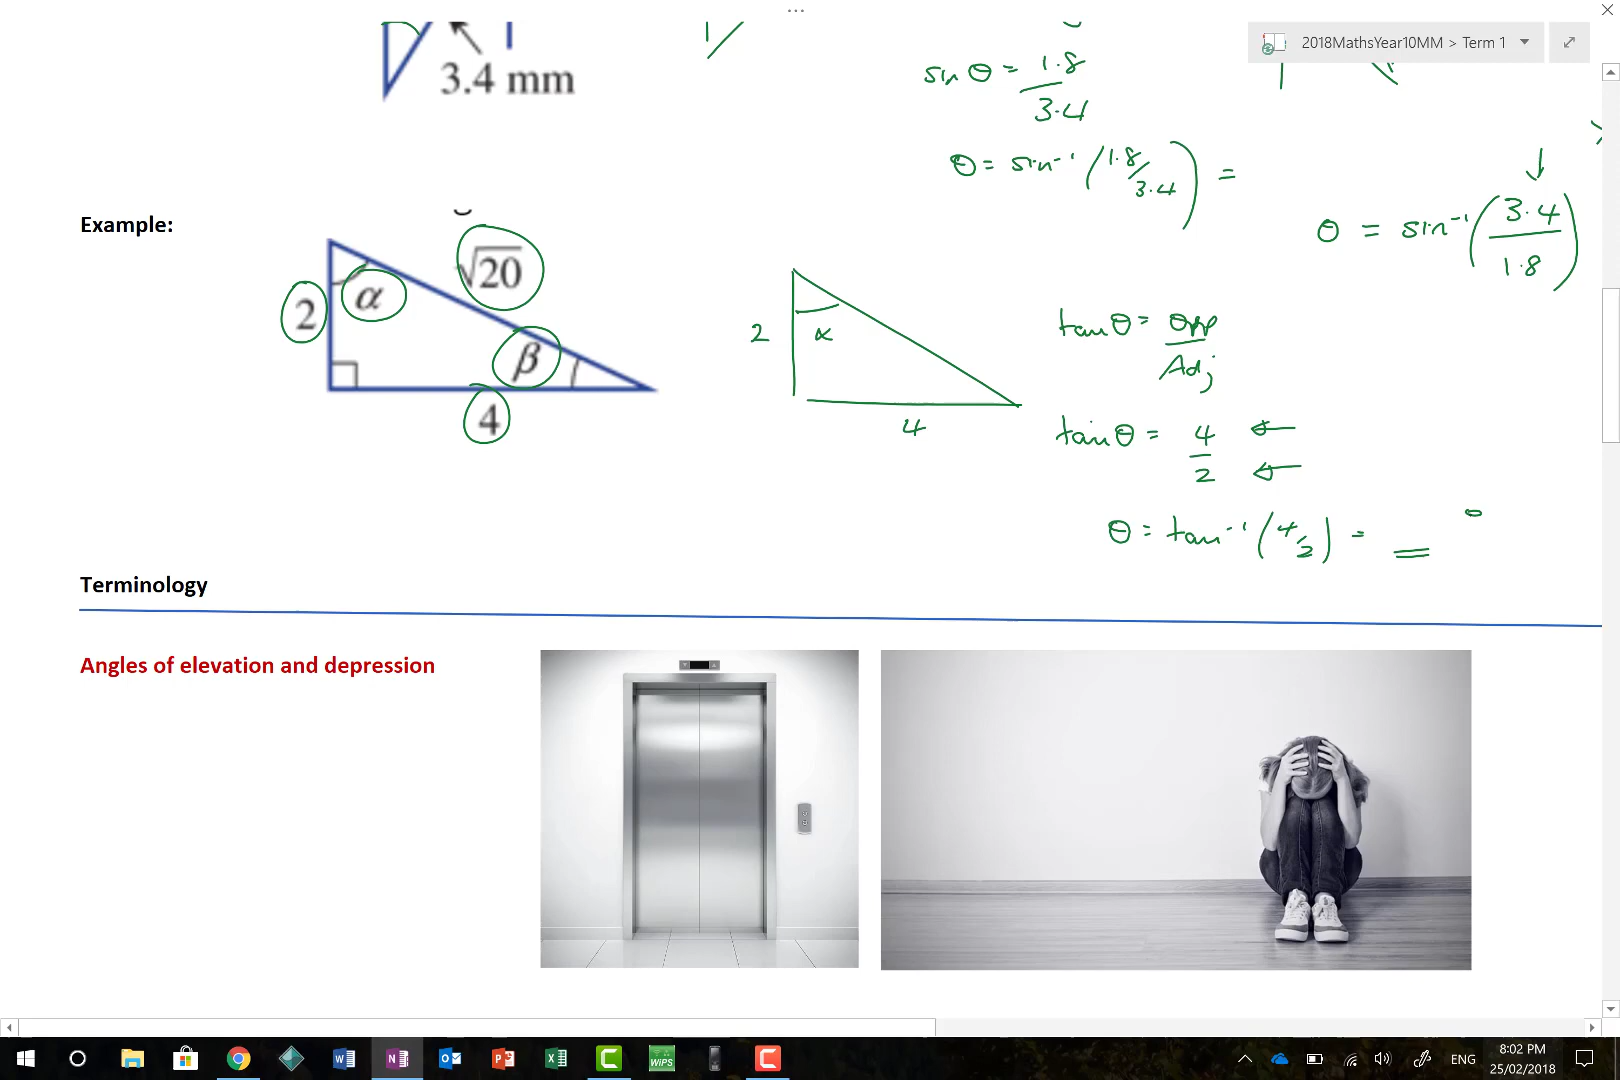 2018MathsYear10MM > Term 1
3.4 mm
sin θ = 1.8
3.4
θ = sin⁻¹ (1.8/3.4) =
θ = sin⁻¹ (3.4
1.8)
Example:
√20
2
α
β
4
2
α
4
tan θ = Opp
Adj
tan θ = 4
2
θ = tan⁻¹ (4/2) =
Terminology
Angles of elevation and depression
WiPS
ENG
8:02 PM
25/02/2018